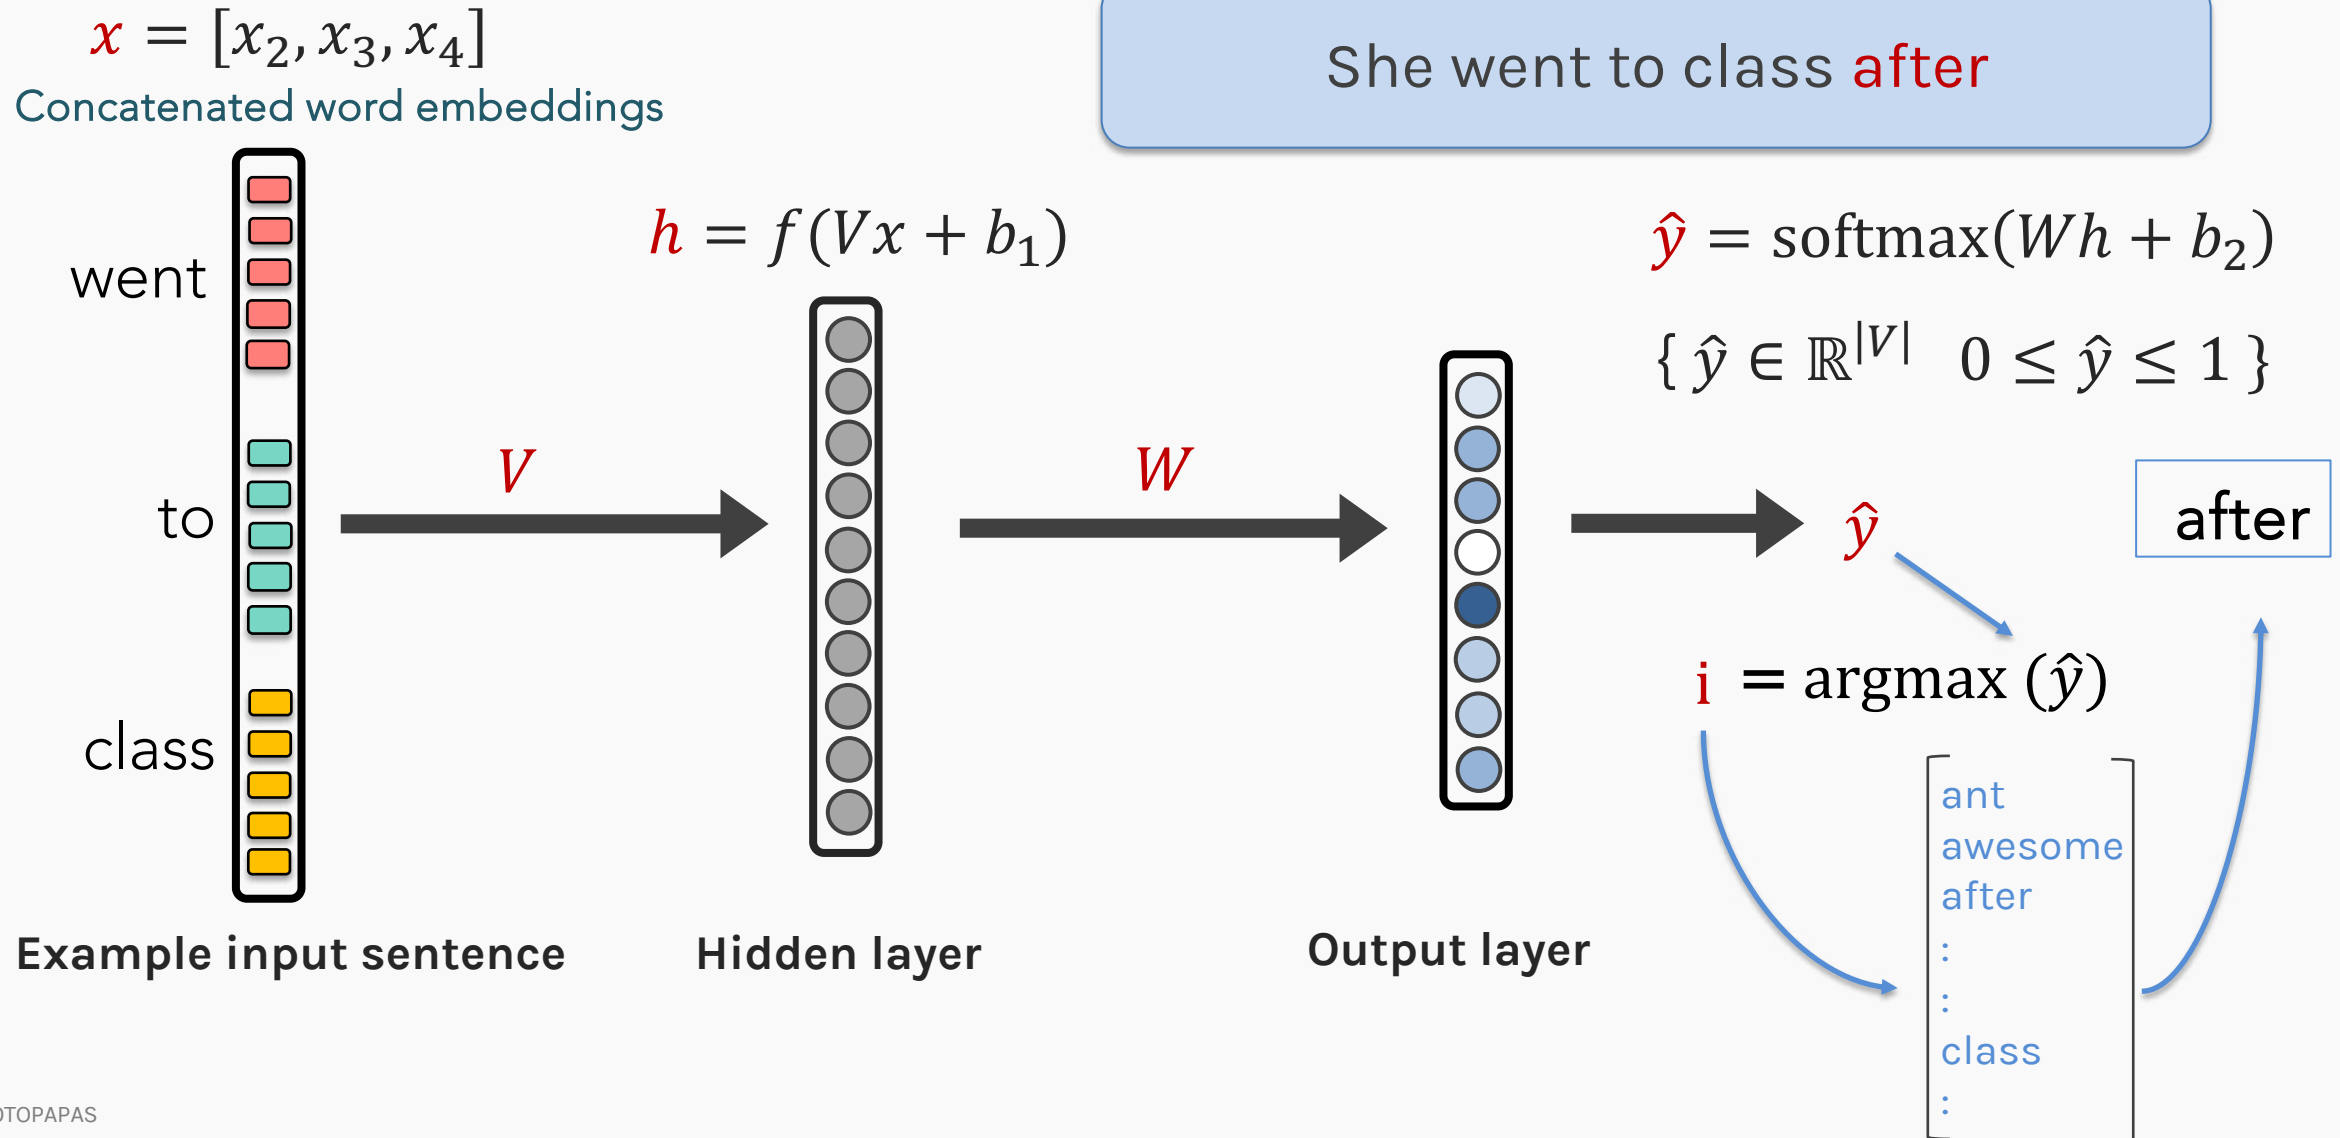 x = [x₂, x₃, x₄]
Concatenated word embeddings
She went to class after
went
to
class
h = f(Vx + b₁)
ŷ = softmax(Wh + b₂)
{ ŷ ∈ ℝ^|V| 0 ≤ ŷ ≤ 1 }
V
W
ŷ
after
i = argmax (ŷ)
ant
awesome
after
:
:
class
:
Example input sentence
Hidden layer
Output layer
OTOPAPAS